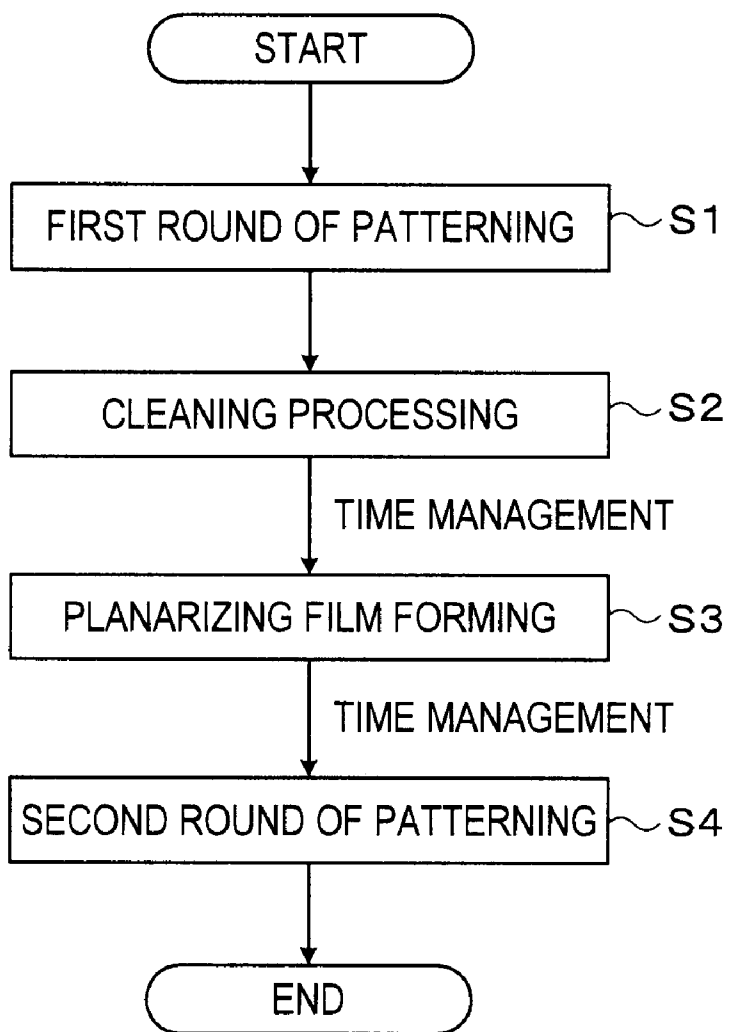 START
FIRST ROUND OF PATTERNING S1
CLEANING PROCESSING S2
TIME MANAGEMENT
PLANARIZING FILM FORMING S3
TIME MANAGEMENT
SECOND ROUND OF PATTERNING S4
END